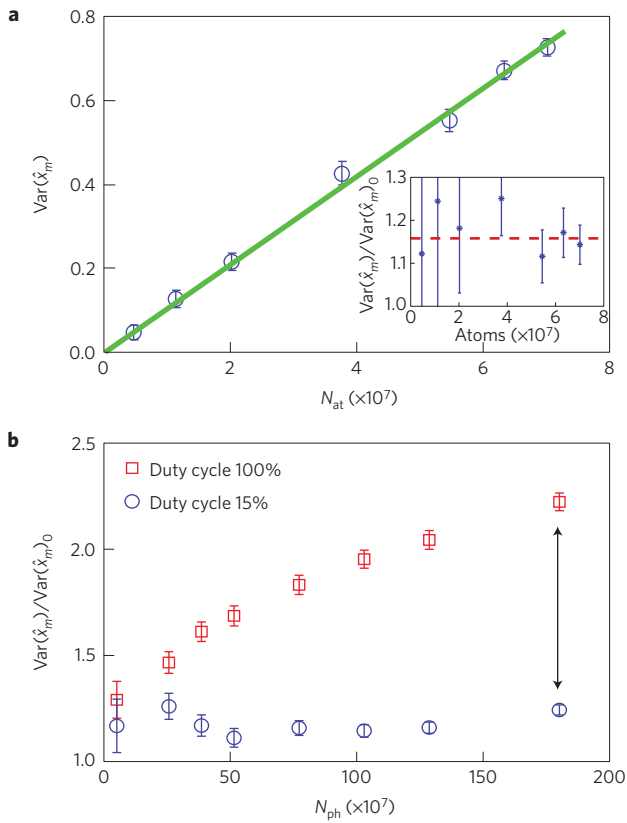 a
0.8
0.6
0.4
0.2
0.0
Var(x̂ₘ)
0
2
4
6
8
N_at (×10⁷)
1.3
1.2
1.1
1.0
Var(x̂ₘ)/Var(x̂ₘ)₀
0
2
4
6
8
Atoms (×10⁷)
b
2.5
2.0
1.5
1.0
Var(x̂ₘ)/Var(x̂ₘ)₀
Duty cycle 100%
Duty cycle 15%
0
50
100
150
200
N_ph (×10⁷)